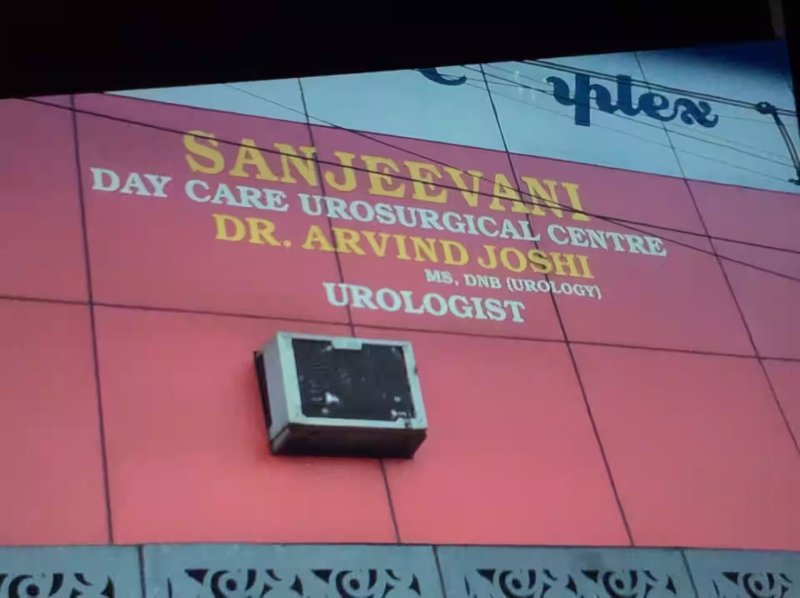 SANJEEVANI
DAY CARE UROSURGICAL CENTRE
DR. ARVIND JOSHI
MS, DNB (UROLOGY)
UROLOGIST